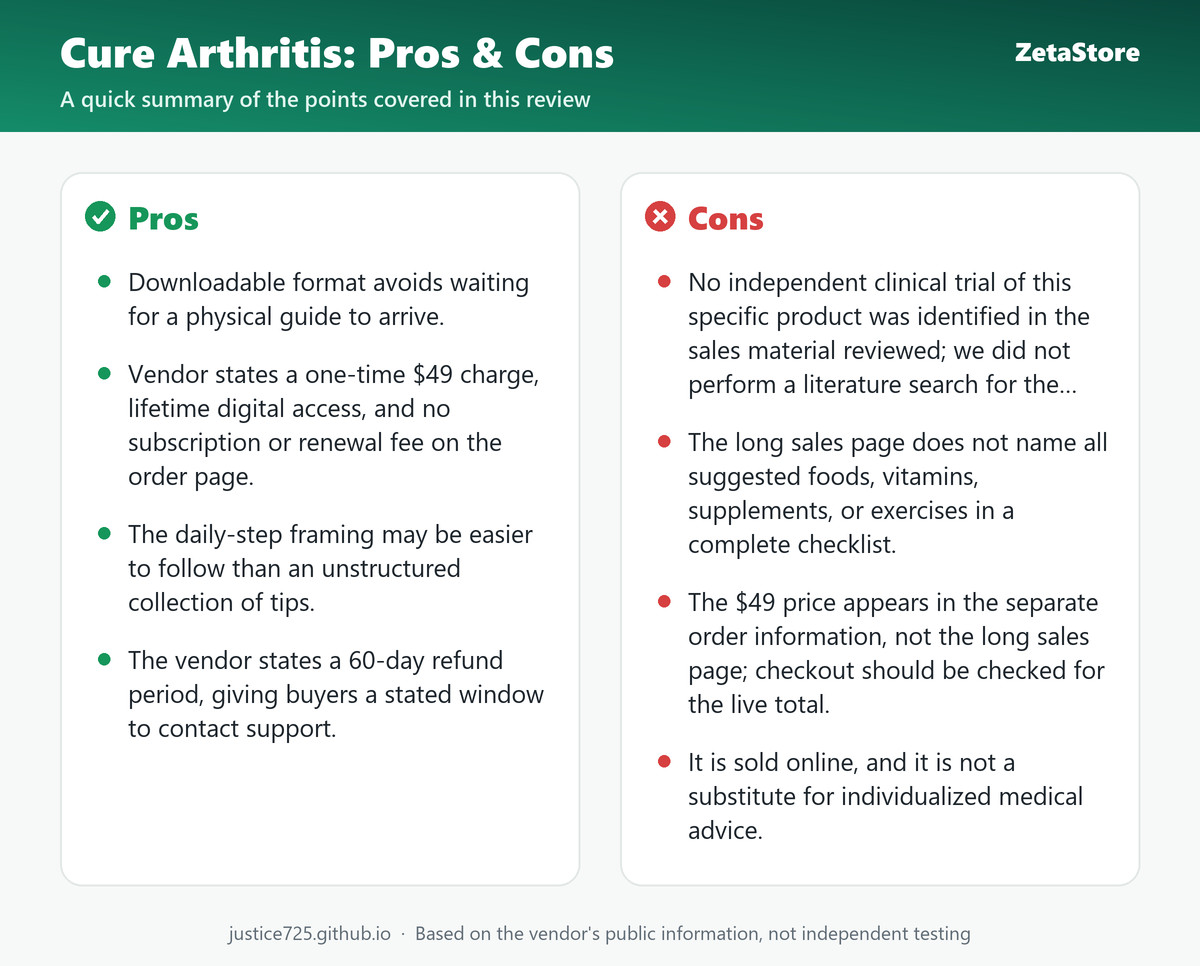 Cure Arthritis: Pros & Cons
ZetaStore
A quick summary of the points covered in this review
Pros
Downloadable format avoids waiting
for a physical guide to arrive.
Vendor states a one-time $49 charge,
lifetime digital access, and no
subscription or renewal fee on the
order page.
The daily-step framing may be easier
to follow than an unstructured
collection of tips.
The vendor states a 60-day refund
period, giving buyers a stated window
to contact support.
Cons
No independent clinical trial of this
specific product was identified in the
sales material reviewed; we did not
perform a literature search for the...
The long sales page does not name all
suggested foods, vitamins,
supplements, or exercises in a
complete checklist.
The $49 price appears in the separate
order information, not the long sales
page; checkout should be checked for
the live total.
It is sold online, and it is not a
substitute for individualized medical
advice.
justice725.github.io · Based on the vendor's public information, not independent testing